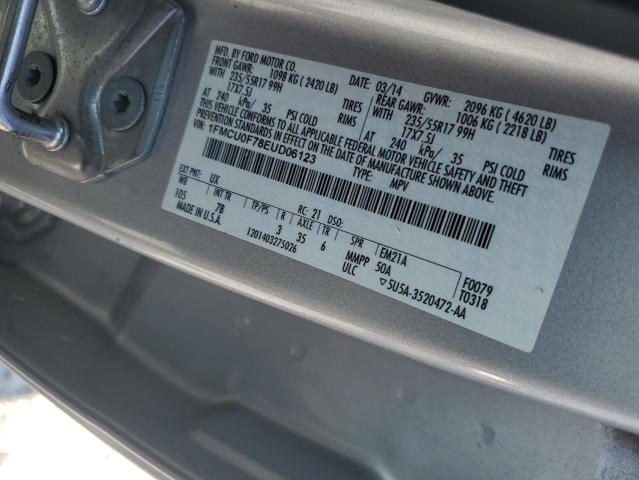 MFD. BY FORD MOTOR CO.
DATE: 03/14 GVWR: 2096 KG ( 4620 LB)
FRONT GAWR: 1098 KG ( 2420 LB) REAR GAWR: 1006 KG ( 2218 LB)
WITH 235/55R17 99H TIRES WITH 235/55R17 99H TIRES
17X7.5J RIMS 17X7.5J RIMS
AT 240 kPa/ 35 PSI COLD AT 240 kPa/ 35 PSI COLD
THIS VEHICLE CONFORMS TO ALL APPLICABLE FEDERAL MOTOR VEHICLE SAFETY AND THEFT
PREVENTION STANDARDS IN EFFECT ON THE DATE OF MANUFACTURE SHOWN ABOVE.
1FMCU0F78EUD06123 TYPE: MPV
EXT PNT: UX RC: 21 DSO:
WB INT TR TP/PS R AXLE TR SPR EM21A
105 7B 3 35 6 MMPP 50A F0079
MADE IN U.S.A. ULC T0318
1201403275026 ▽5U5A-3520472-AA